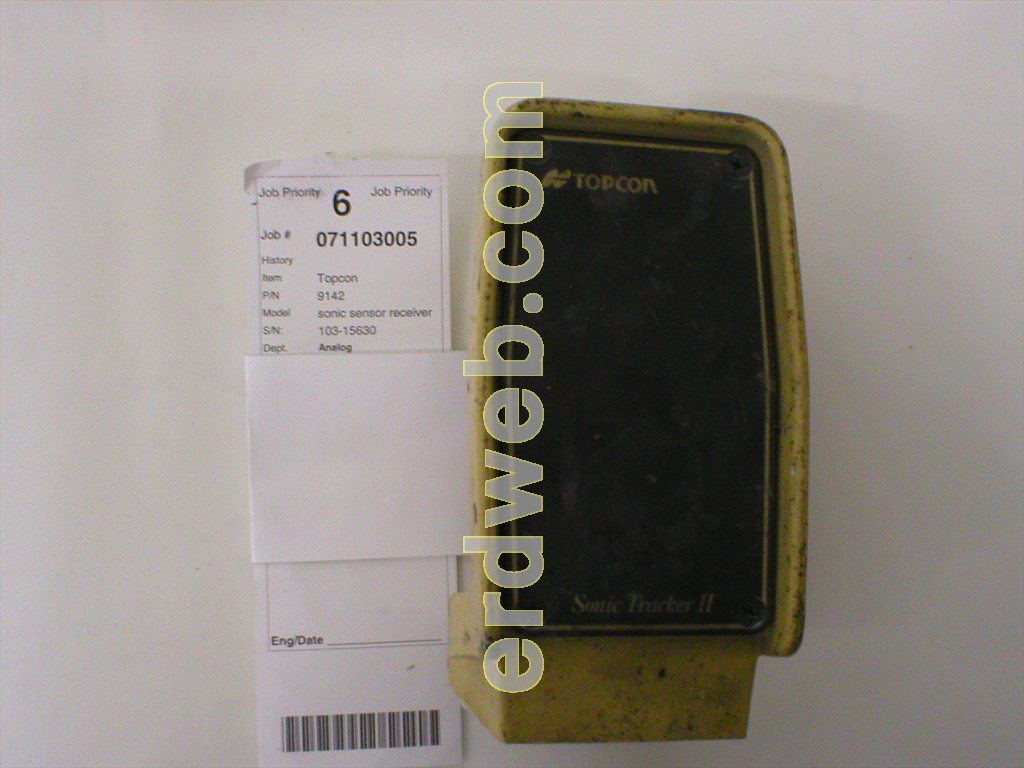 Job Priority 6 Job Priority
Job # 071103005
History
Item Topcon
P/N 9142
Model sonic sensor receiver
S/N: 103-15630
Dept. Analog
Eng/Date
TOPCON
Sonic Tracker II
erdweb.com